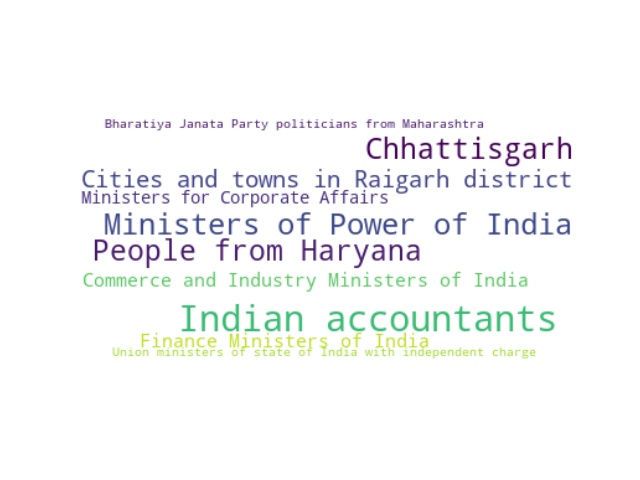 Bharatiya Janata Party politicians from Maharashtra
Chhattisgarh
Cities and towns in Raigarh district
Ministers for Corporate Affairs
Ministers of Power of India
People from Haryana
Commerce and Industry Ministers of India
Indian accountants
Finance Ministers of India
Union ministers of state of India with independent charge